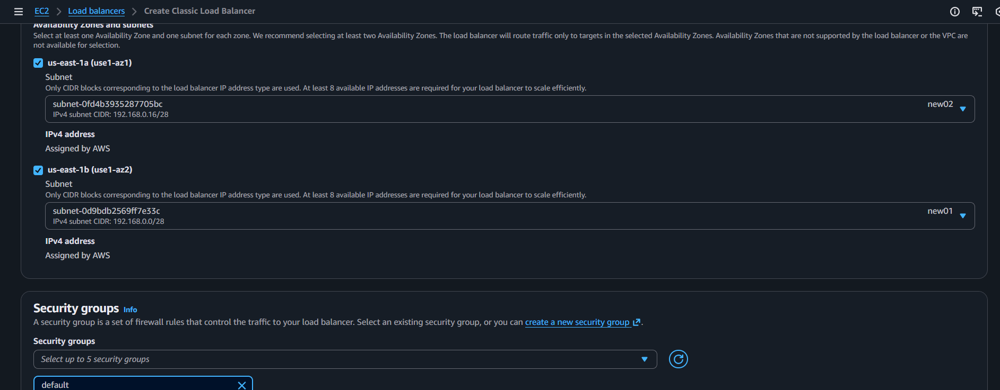 EC2 > Load balancers > Create Classic Load Balancer
Availability Zones and subnets
Select at least one Availability Zone and one subnet for each zone. We recommend selecting at least two Availability Zones. The load balancer will route traffic only to targets in the selected Availability Zones. Availability Zones that are not supported by the load balancer or the VPC are
not available for selection.
us-east-1a (use1-az1)
Subnet
Only CIDR blocks corresponding to the load balancer IP address type are used. At least 8 available IP addresses are required for your load balancer to scale efficiently.
subnet-0fd4b3935287705bc new02
IPv4 subnet CIDR: 192.168.0.16/28
IPv4 address
Assigned by AWS
us-east-1b (use1-az2)
Subnet
Only CIDR blocks corresponding to the load balancer IP address type are used. At least 8 available IP addresses are required for your load balancer to scale efficiently.
subnet-0d9bdb2569ff7e33c new01
IPv4 subnet CIDR: 192.168.0.0/28
IPv4 address
Assigned by AWS
Security groups Info
A security group is a set of firewall rules that control the traffic to your load balancer. Select an existing security group, or you can create a new security group.
Security groups
Select up to 5 security groups
default